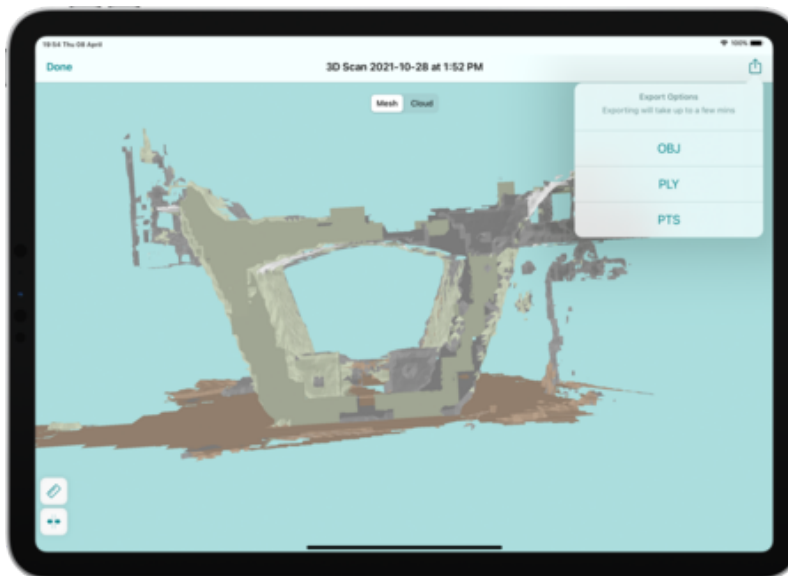 19:54 Thu 08 April
100%
Done
3D Scan 2021-10-28 at 1:52 PM
Mesh Cloud
Export Options
Exporting will take up to a few mins
OBJ
PLY
PTS